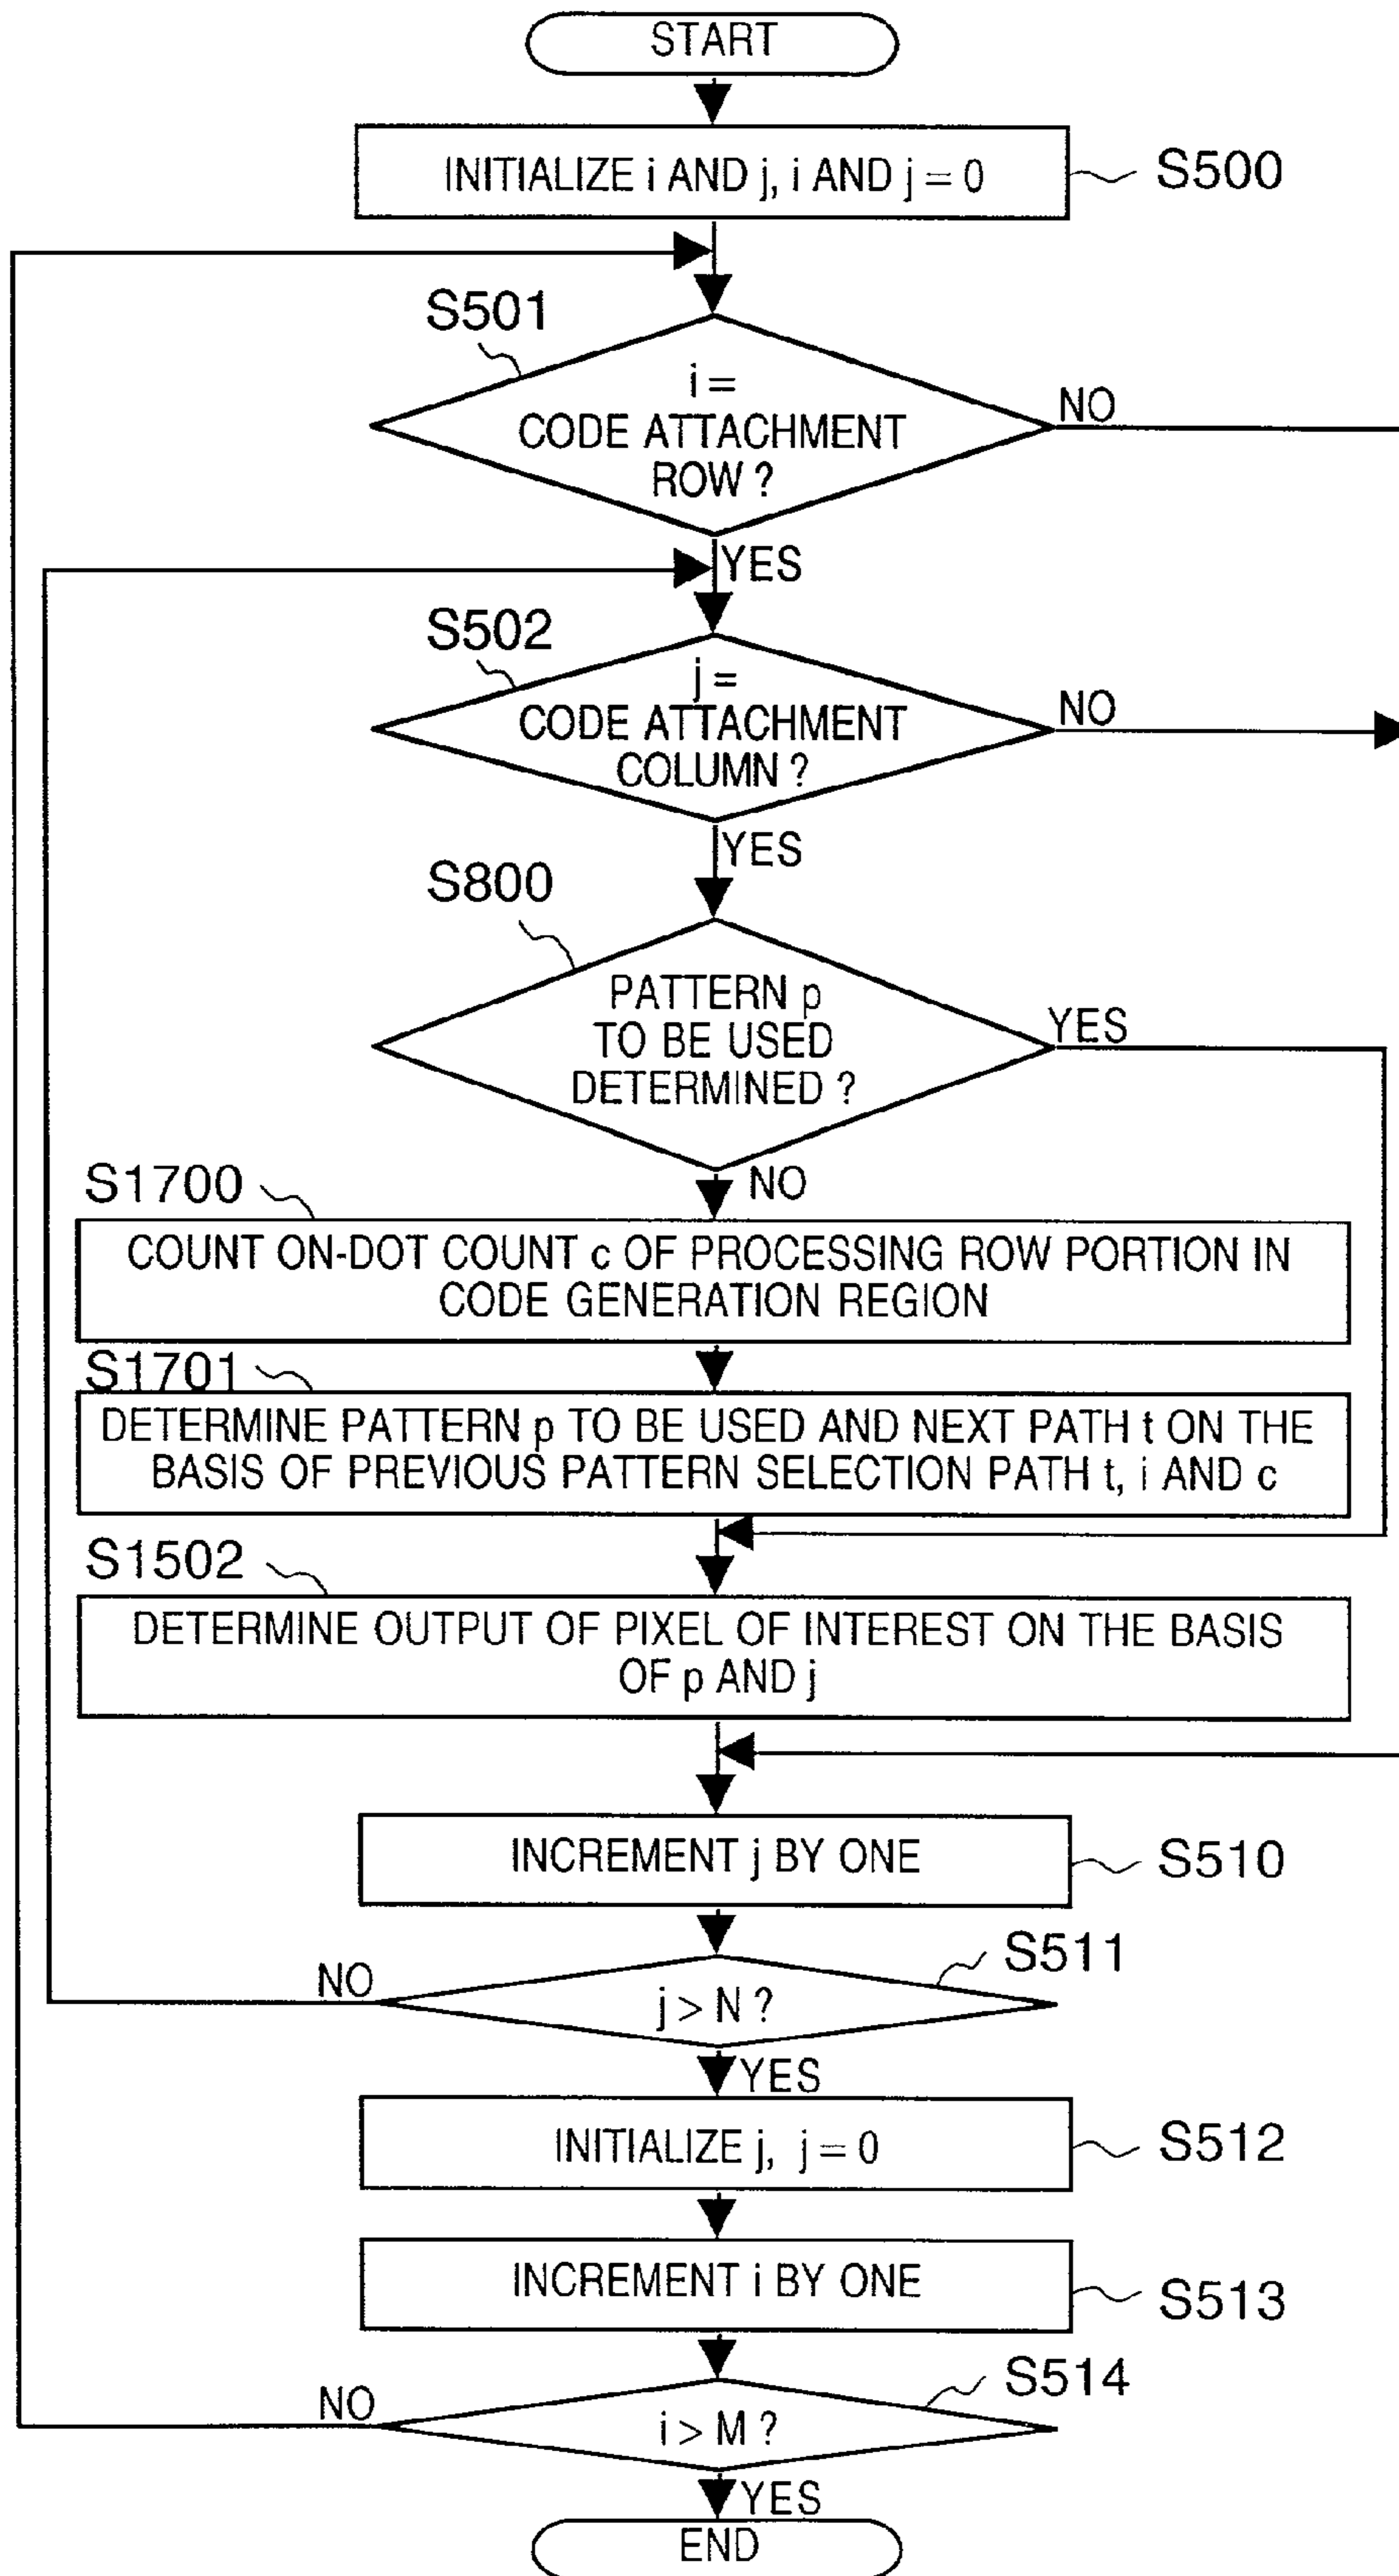 START
INITIALIZE i AND j, i AND j = 0
S500
S501
i =
CODE ATTACHMENT
ROW ?
NO
YES
S502
j =
CODE ATTACHMENT
COLUMN ?
NO
YES
S800
PATTERN p
TO BE USED
DETERMINED ?
YES
NO
S1700
COUNT ON-DOT COUNT c OF PROCESSING ROW PORTION IN
CODE GENERATION REGION
S1701
DETERMINE PATTERN p TO BE USED AND NEXT PATH t ON THE
BASIS OF PREVIOUS PATTERN SELECTION PATH t, i AND c
S1502
DETERMINE OUTPUT OF PIXEL OF INTEREST ON THE BASIS
OF p AND j
INCREMENT j BY ONE
S510
S511
NO
j > N ?
YES
INITIALIZE j, j = 0
S512
INCREMENT i BY ONE
S513
S514
NO
i > M ?
YES
END